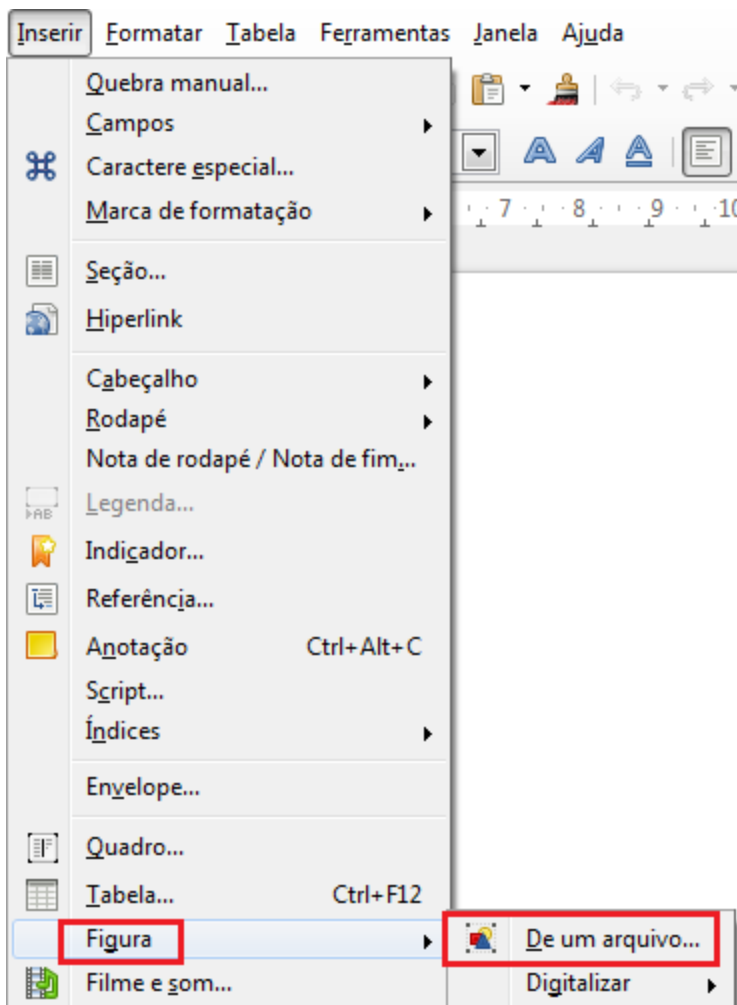 Inserir Formatar Tabela Ferramentas Janela Ajuda
Quebra manual...
Campos
Caractere especial...
Marca de formatação
7 8 9 10
Seção...
Hiperlink
Cabeçalho
Rodapé
Nota de rodapé / Nota de fim...
Legenda...
Indicador...
Referência...
Anotação Ctrl+Alt+C
Script...
Índices
Envelope...
Quadro...
Tabela... Ctrl+F12
Figura De um arquivo...
Filme e som... Digitalizar